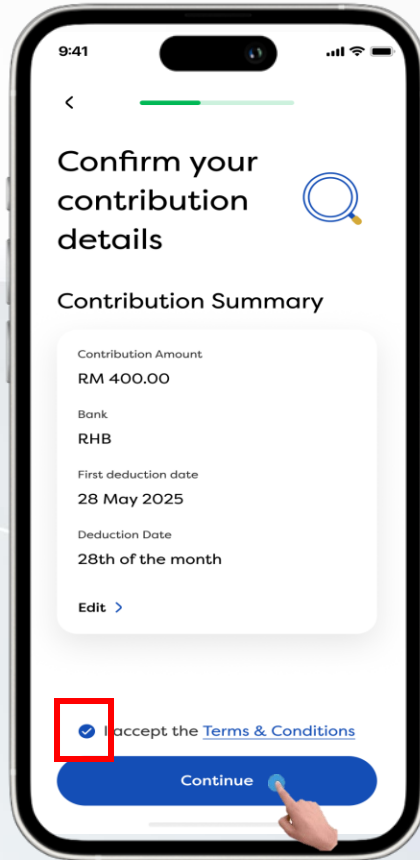 9:41
Confirm your
contribution
details
Contribution Summary
Contribution Amount
RM 400.00
Bank
RHB
First deduction date
28 May 2025
Deduction Date
28th of the month
Edit
I accept the Terms & Conditions
Continue